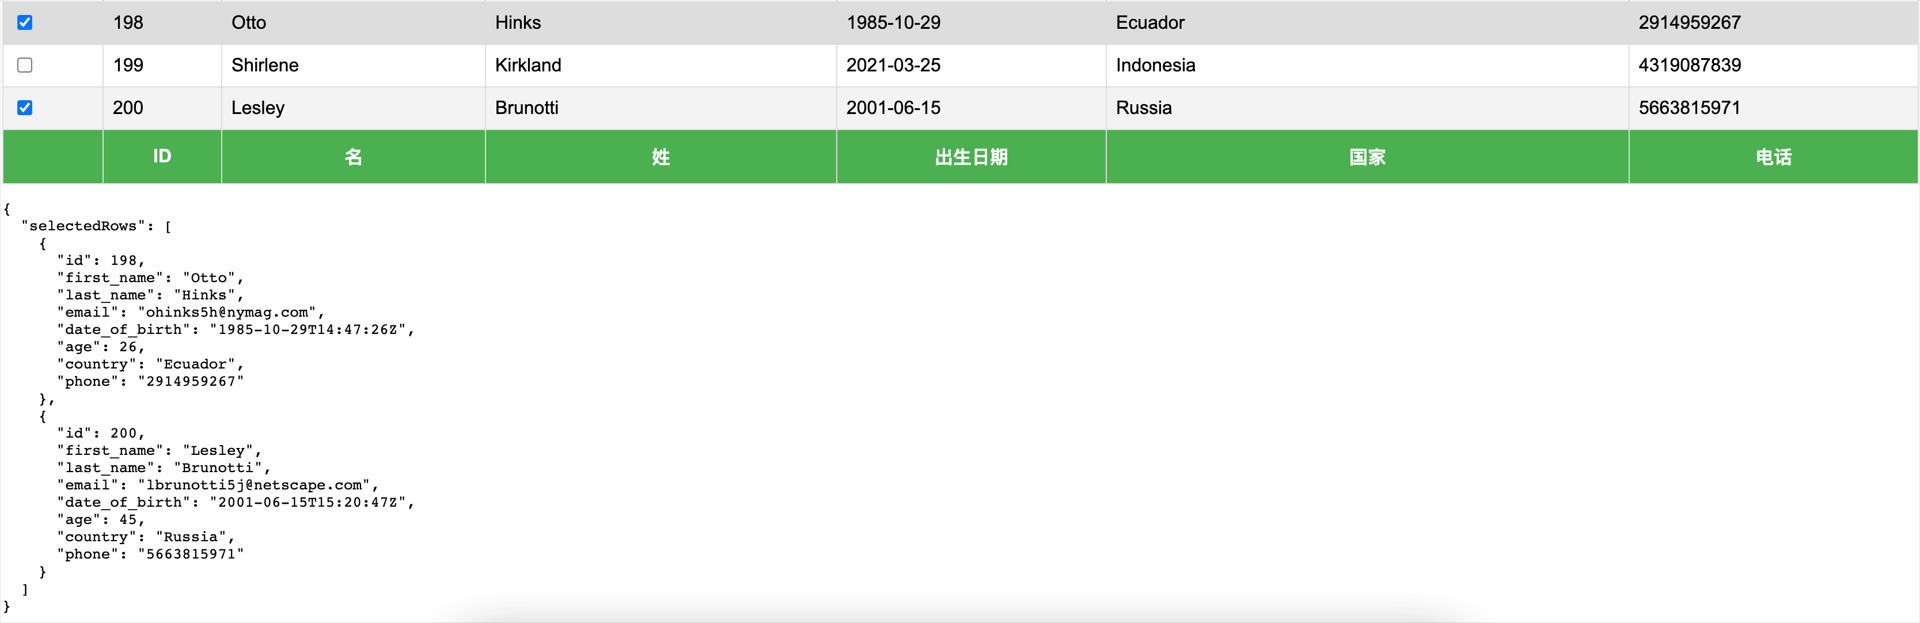 198 Otto Hinks 1985-10-29 Ecuador 2914959267
199 Shirlene Kirkland 2021-03-25 Indonesia 4319087839
200 Lesley Brunotti 2001-06-15 Russia 5663815971
ID 名 姓 出生日期 国家 电话
{
  "selectedRows": [
    {
      "id": 198,
      "first_name": "Otto",
      "last_name": "Hinks",
      "email": "ohinks5h@nymag.com",
      "date_of_birth": "1985-10-29T14:47:26Z",
      "age": 26,
      "country": "Ecuador",
      "phone": "2914959267"
    },
    {
      "id": 200,
      "first_name": "Lesley",
      "last_name": "Brunotti",
      "email": "lbrunotti5j@netscape.com",
      "date_of_birth": "2001-06-15T15:20:47Z",
      "age": 45,
      "country": "Russia",
      "phone": "5663815971"
    }
  ]
}